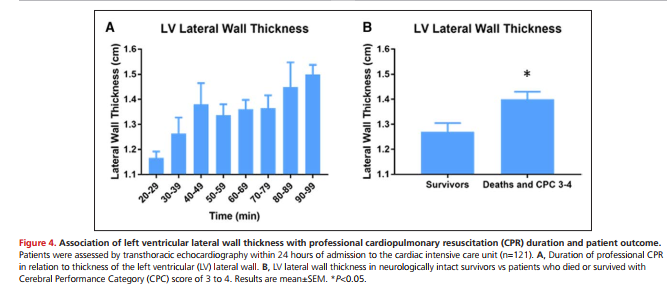 A
LV Lateral Wall Thickness
Lateral Wall Thickness (cm)
1.6
1.5
1.4
1.3
1.2
1.1
20-29
30-39
40-49
50-59
60-69
70-79
80-89
90-99
Time (min)
B
LV Lateral Wall Thickness
Lateral Wall Thickness (cm)
1.6
1.5
1.4
1.3
1.2
1.1
*
Survivors
Deaths and CPC 3-4
Figure 4. Association of left ventricular lateral wall thickness with professional cardiopulmonary resuscitation (CPR) duration and patient outcome.
Patients were assessed by transthoracic echocardiography within 24 hours of admission to the cardiac intensive care unit (n=121). A, Duration of professional CPR
in relation to thickness of the left ventricular (LV) lateral wall. B, LV lateral wall thickness in neurologically intact survivors vs patients who died or survived with
Cerebral Performance Category (CPC) score of 3 to 4. Results are mean±SEM. *P<0.05.